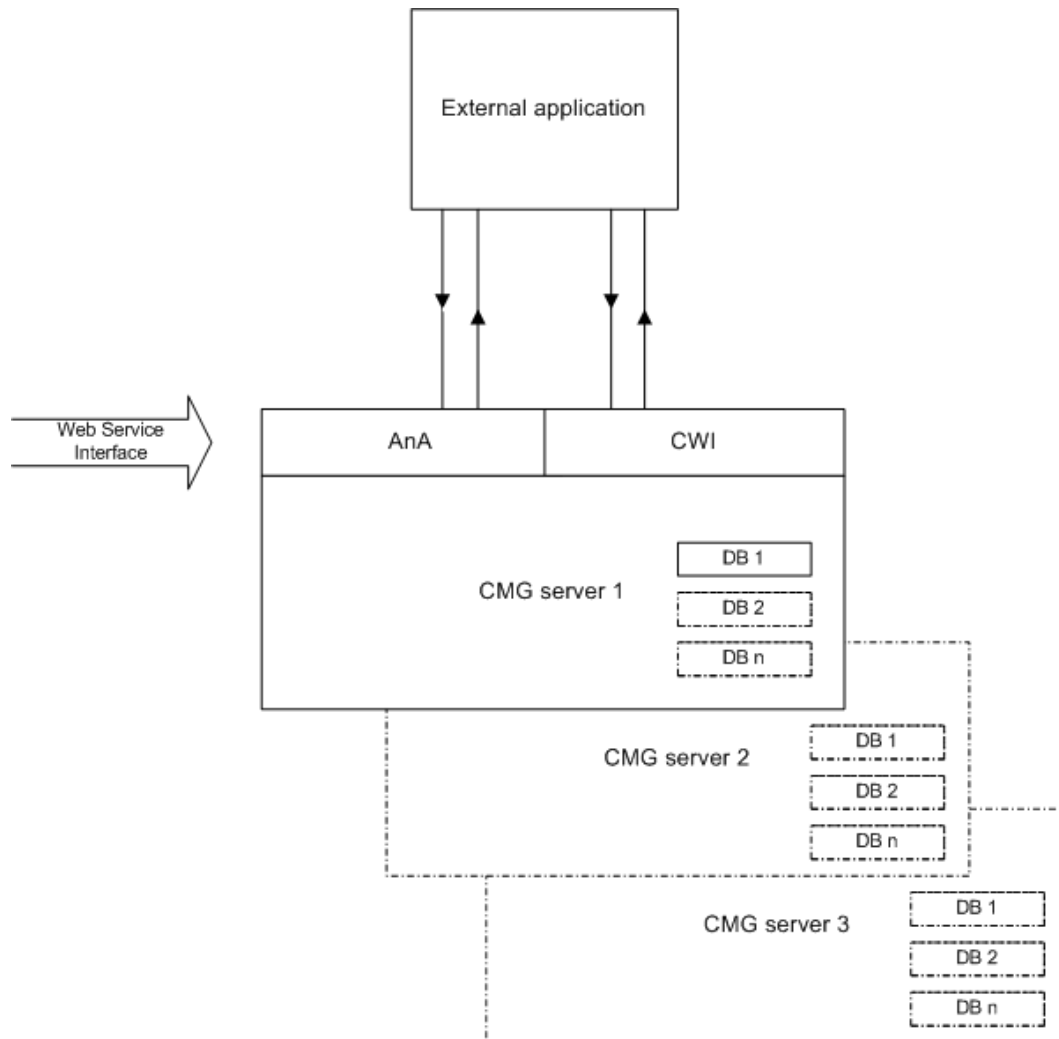 External application
Web Service
Interface
AnA
CWI
CMG server 1
DB 1
DB 2
DB n
CMG server 2
DB 1
DB 2
DB n
CMG server 3
DB 1
DB 2
DB n